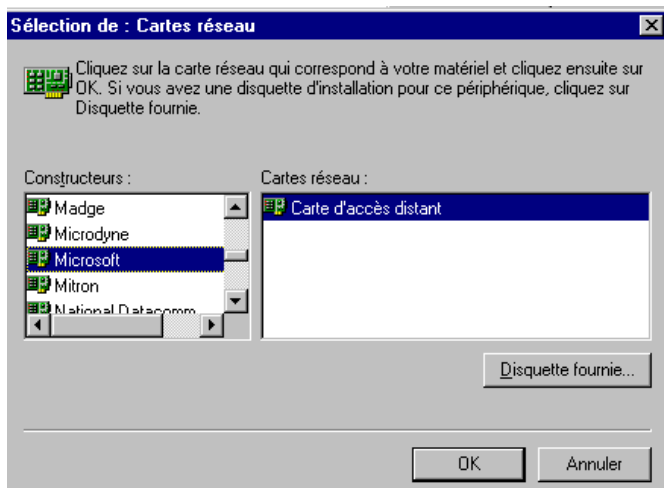 Sélection de : Cartes réseau
Cliquez sur la carte réseau qui correspond à votre matériel et cliquez ensuite sur
OK. Si vous avez une disquette d'installation pour ce périphérique, cliquez sur
Disquette fournie.
Constructeurs :
Madge
Microdyne
Microsoft
Mitron
National Datacomm
Cartes réseau :
Carte d'accès distant
Disquette fournie...
OK
Annuler